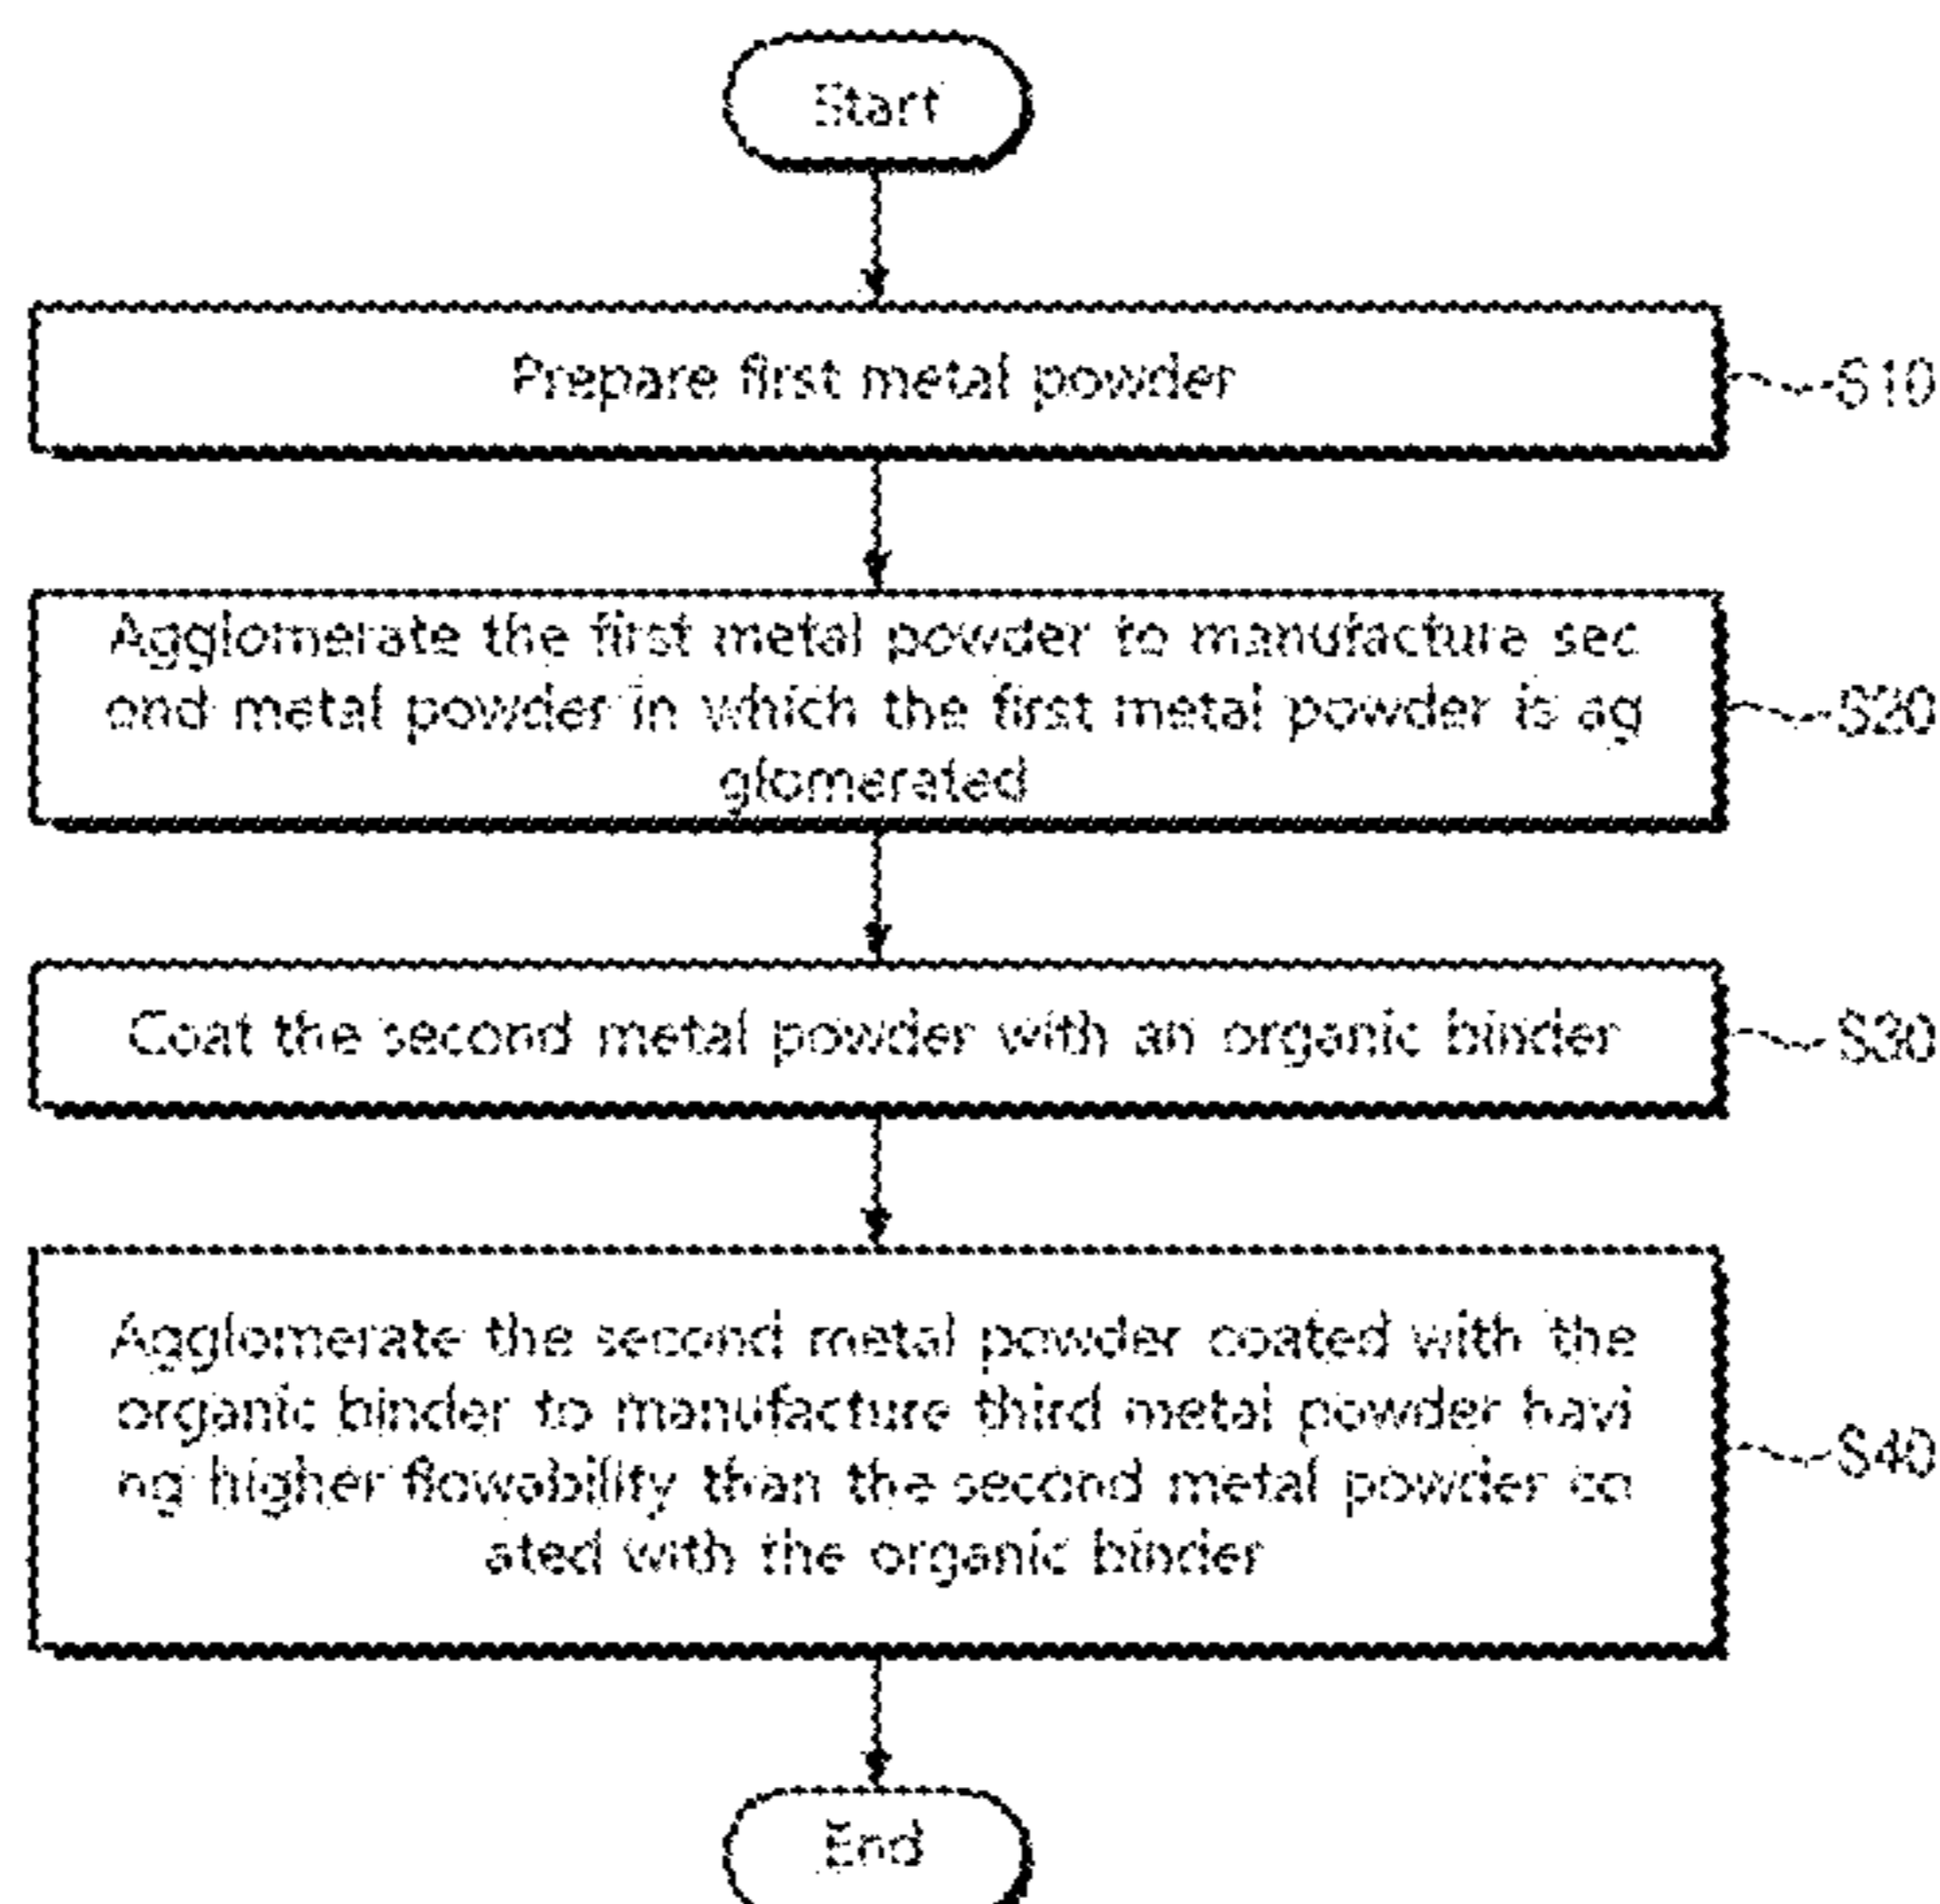 Start
Prepare first metal powder
S10
Agglomerate the first metal powder to manufacture sec
ond metal powder in which the first metal powder is ag
glomerated
S20
Coat the second metal powder with an organic binder
S30
Agglomerate the second metal powder coated with the
organic binder to manufacture third metal powder havi
ng higher flowability than the second metal powder co
ated with the organic binder
S40
End